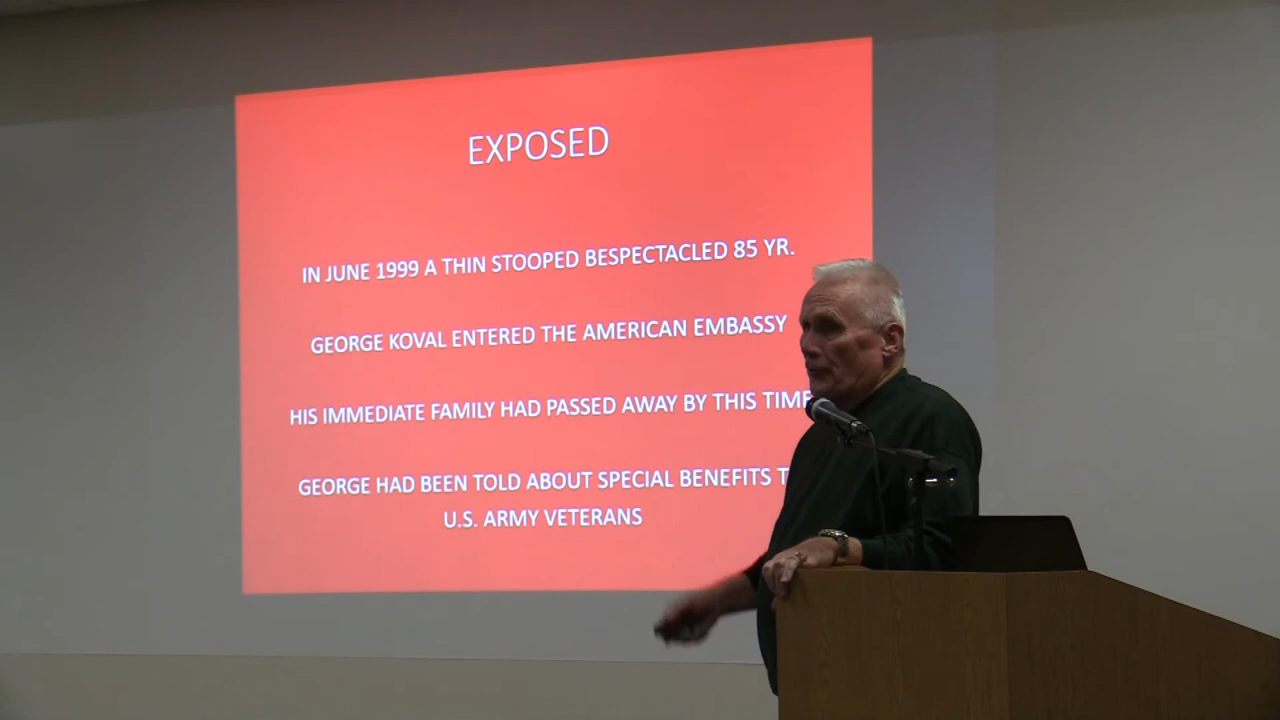 EXPOSED
IN JUNE 1999 A THIN STOOPED BESPECTACLED 85 YR.
GEORGE KOVAL ENTERED THE AMERICAN EMBASSY
HIS IMMEDIATE FAMILY HAD PASSED AWAY BY THIS TIME
GEORGE HAD BEEN TOLD ABOUT SPECIAL BENEFITS
U.S. ARMY VETERANS